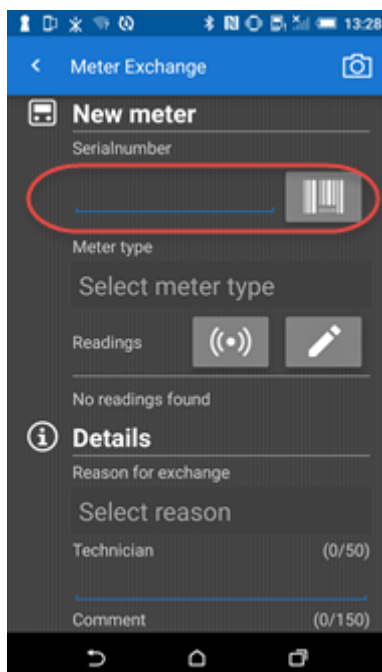 13:28
Meter Exchange
New meter
Serialnumber
Meter type
Select meter type
Readings
No readings found
Details
Reason for exchange
Select reason
Technician (0/50)
Comment (0/150)